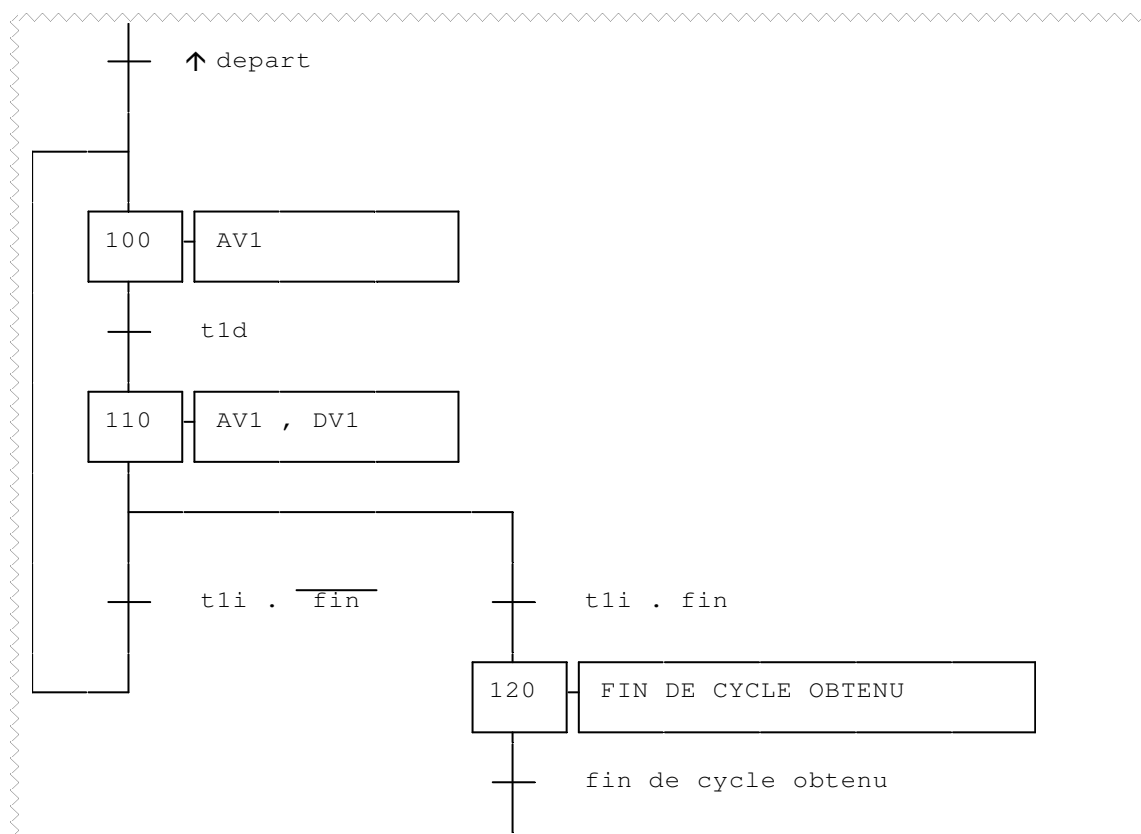 ↑ depart
100 AV1
t1d
110 AV1 , DV1
t1i . fin t1i . fin
120 FIN DE CYCLE OBTENU
fin de cycle obtenu